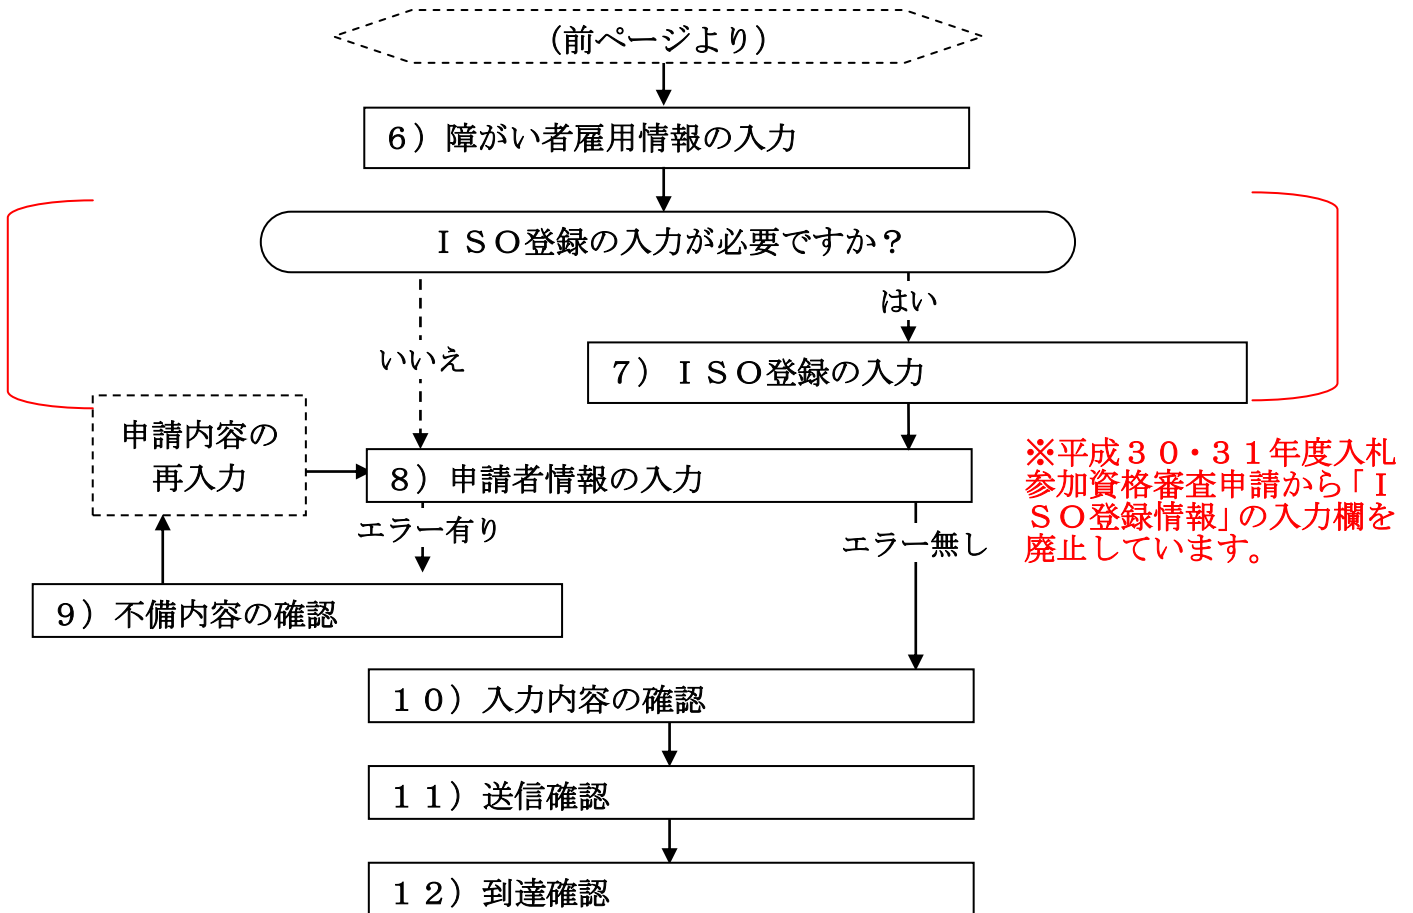 （前ページより）
６）障がい者雇用情報の入力
ＩＳＯ登録の入力が必要ですか？
はい
いいえ
７）ＩＳＯ登録の入力
申請内容の
再入力
８）申請者情報の入力
※平成３０・３１年度入札
参加資格審査申請から「Ｉ
ＳＯ登録情報」の入力欄を
廃止しています。
エラー有り
エラー無し
９）不備内容の確認
１０）入力内容の確認
１１）送信確認
１２）到達確認